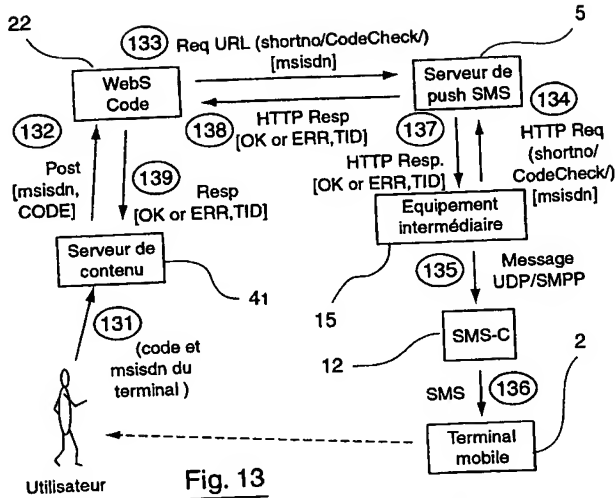 22
133
Req URL (shortno/CodeCheck/)
[msisdn]
5
WebS
Code
Serveur de
push SMS
132
138
HTTP Resp
[OK or ERR,TID]
137
134
HTTP Req
(shortno/
CodeCheck/)
[msisdn]
Post
[msisdn,
CODE]
139
Resp
[OK or ERR,TID]
HTTP Resp.
[OK or ERR,TID]
Equipement
intermédiaire
Serveur de
contenu
41
15
135
Message
UDP/SMPP
131
(code et
msisdn du
terminal )
12
SMS-C
2
SMS
136
Terminal
mobile
Utilisateur
Fig. 13